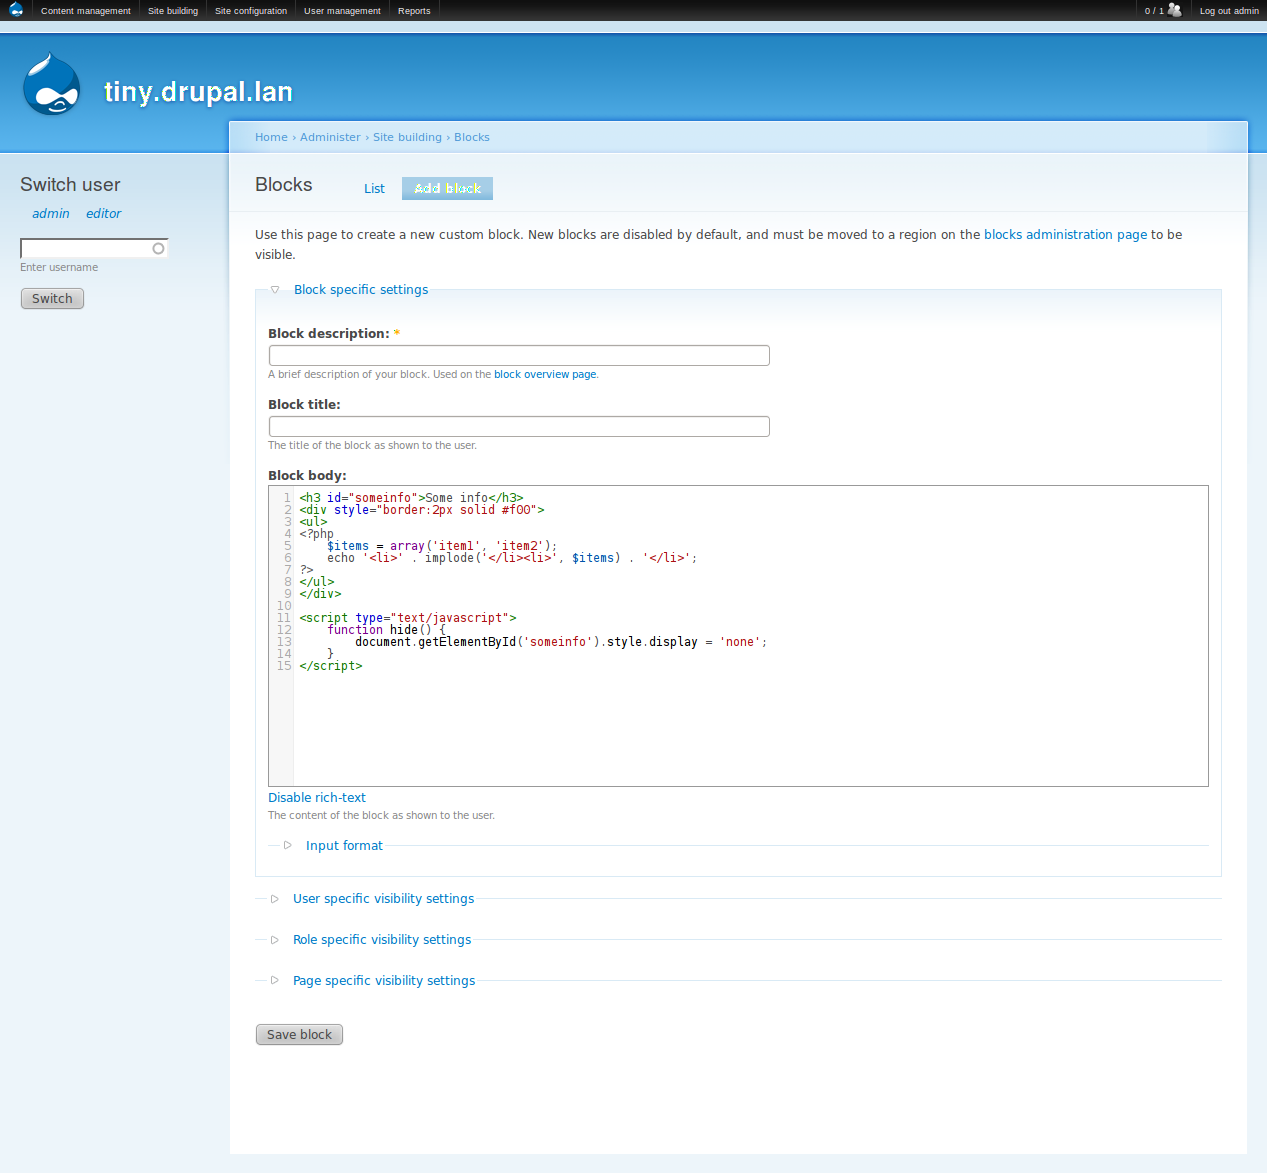 Content management Site building Site configuration User management Reports 0 / 1 Log out admin
tiny.drupal.lan
Home › Administer › Site building › Blocks
Switch user
admin editor
Enter username
Switch
Blocks List Add block
Use this page to create a new custom block. New blocks are disabled by default, and must be moved to a region on the blocks administration page to be
visible.
Block specific settings
Block description: *
A brief description of your block. Used on the block overview page.
Block title:
The title of the block as shown to the user.
Block body:
1 <h3 id="someinfo">Some info</h3>
2 <div style="border:2px solid #f00">
3 <ul>
4 <?php
5     $items = array('item1', 'item2');
6     echo '<li>' . implode('</li><li>', $items) . '</li>';
7 ?>
8 </ul>
9 </div>
10
11 <script type="text/javascript">
12     function hide() {
13         document.getElementById('someinfo').style.display = 'none';
14     }
15 </script>
Disable rich-text
The content of the block as shown to the user.
Input format
User specific visibility settings
Role specific visibility settings
Page specific visibility settings
Save block